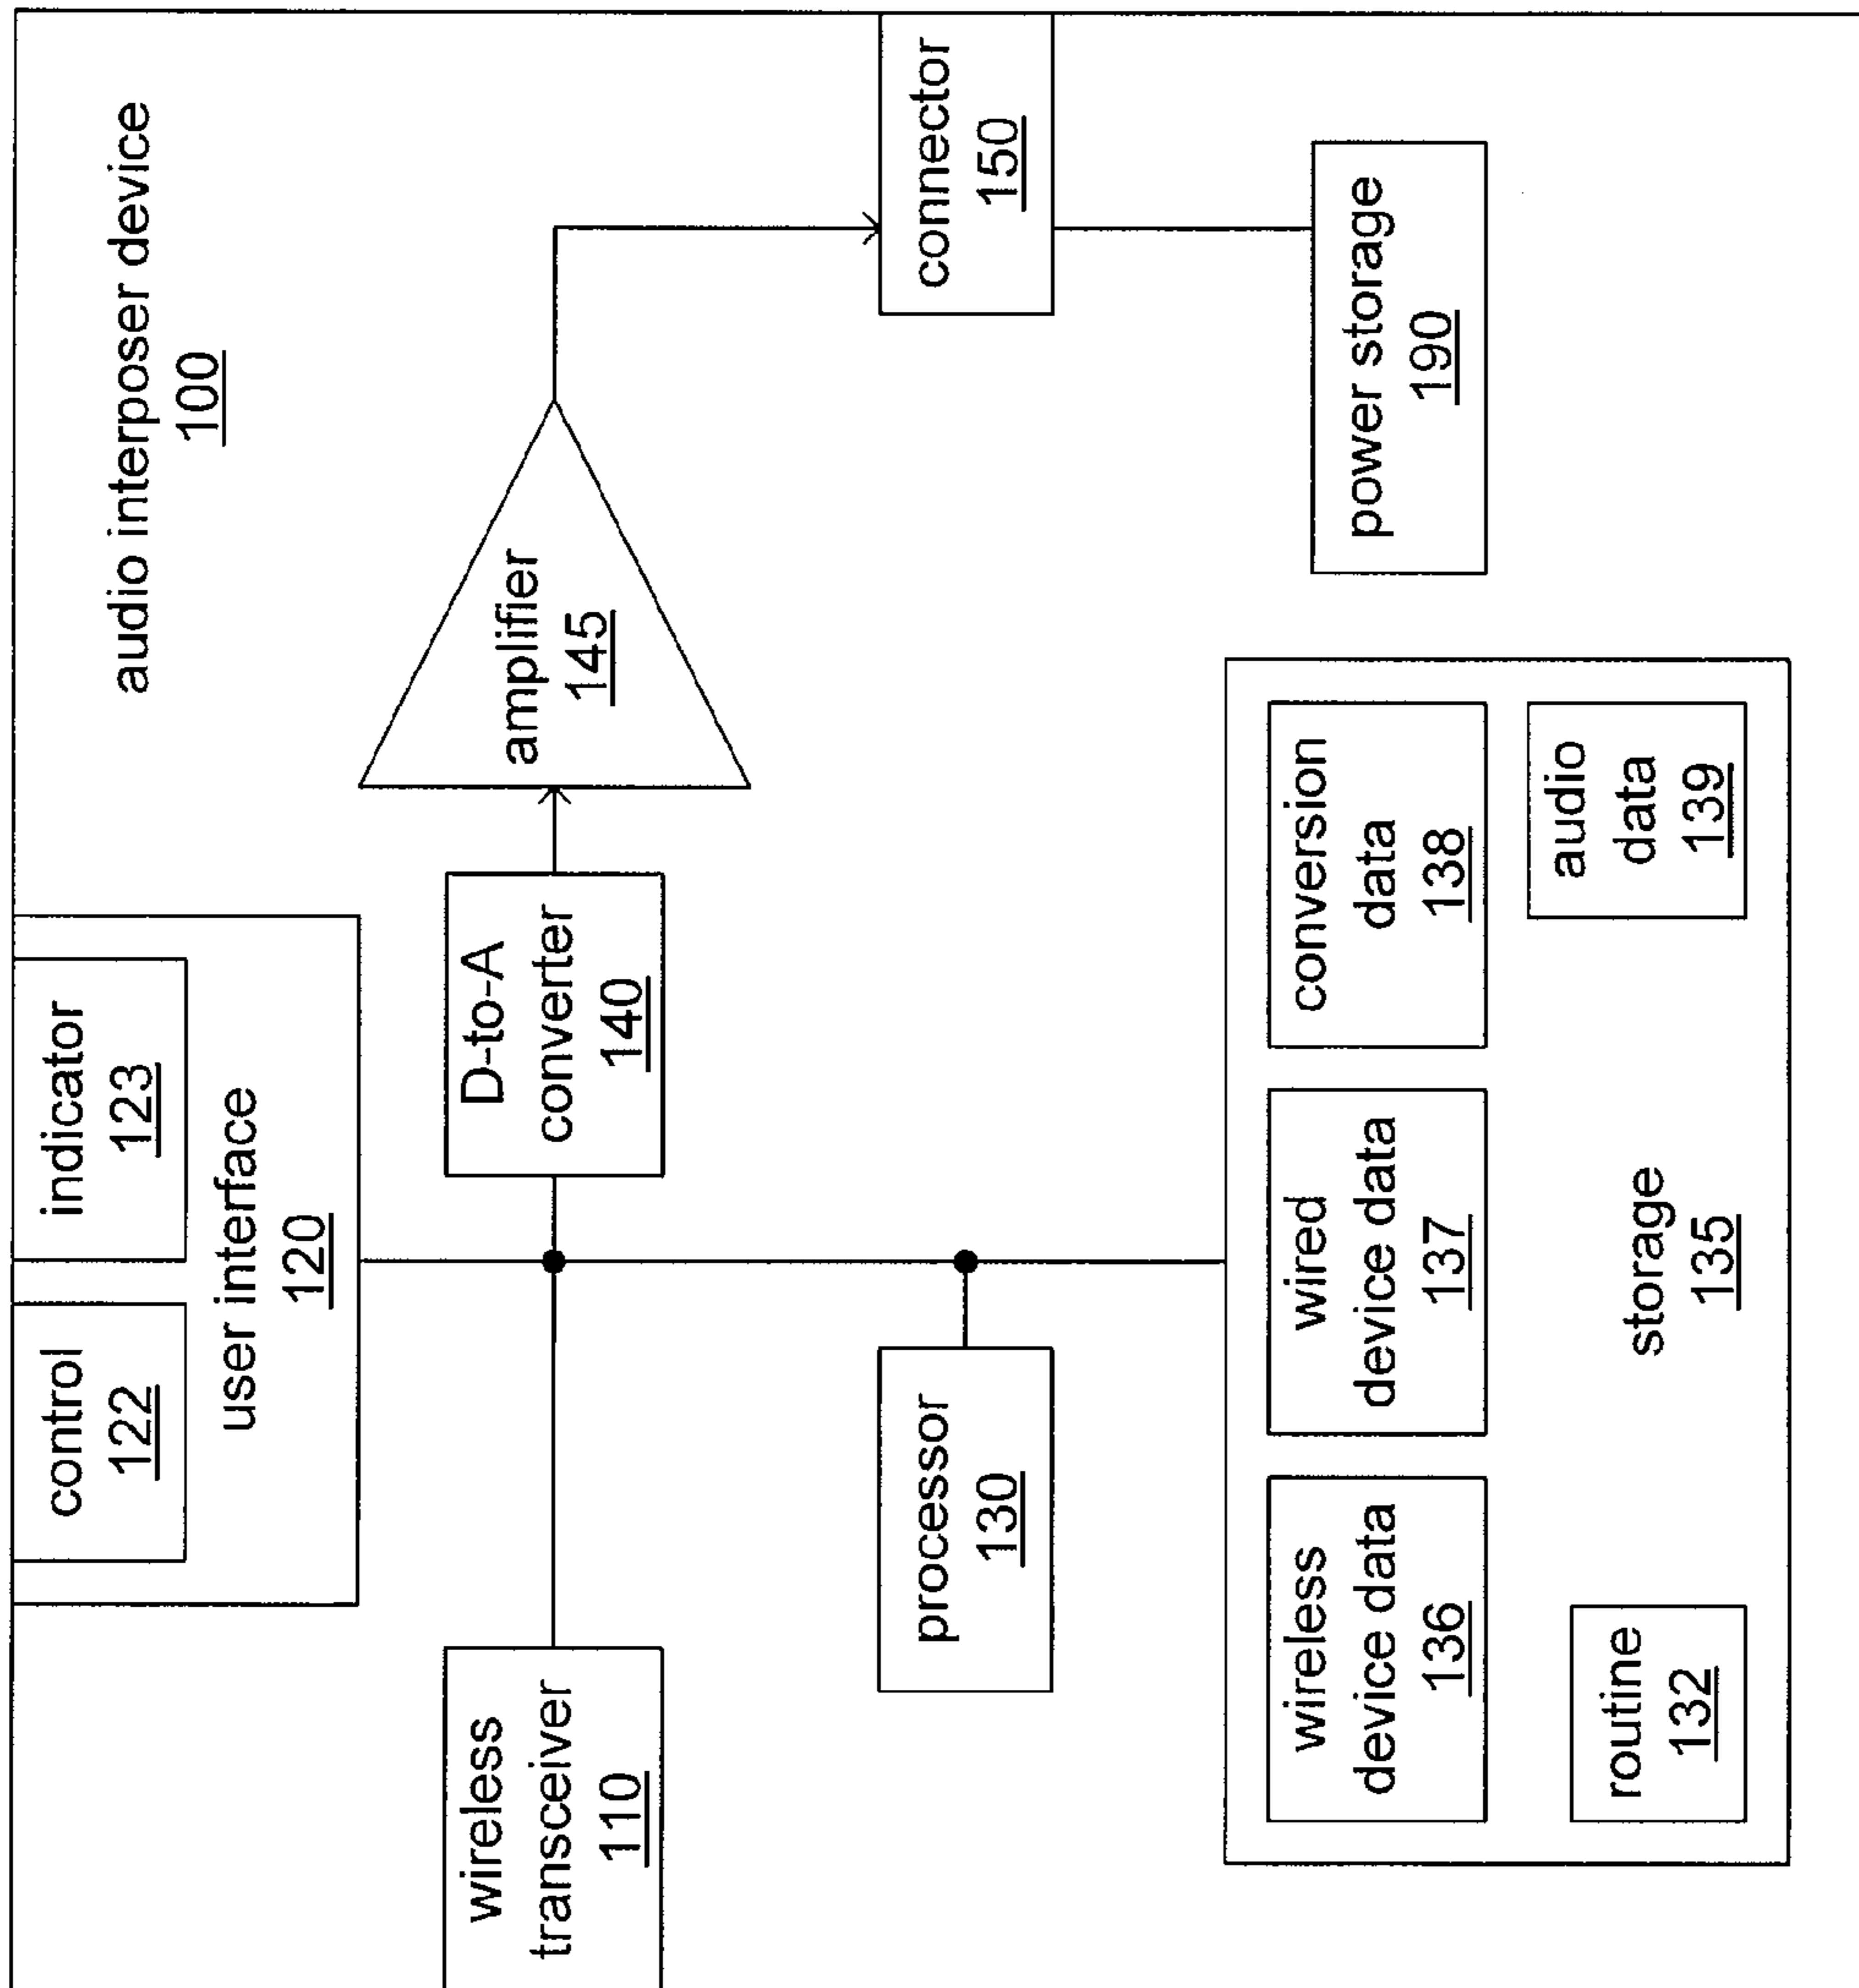 audio interposer device
100
control
122
indicator
123
user interface
120
wireless
transceiver
110
D-to-A
converter
140
amplifier
145
connector
150
processor
130
power storage
190
wireless
device data
136
wired
device data
137
conversion
data
138
routine
132
storage
135
audio
data
139